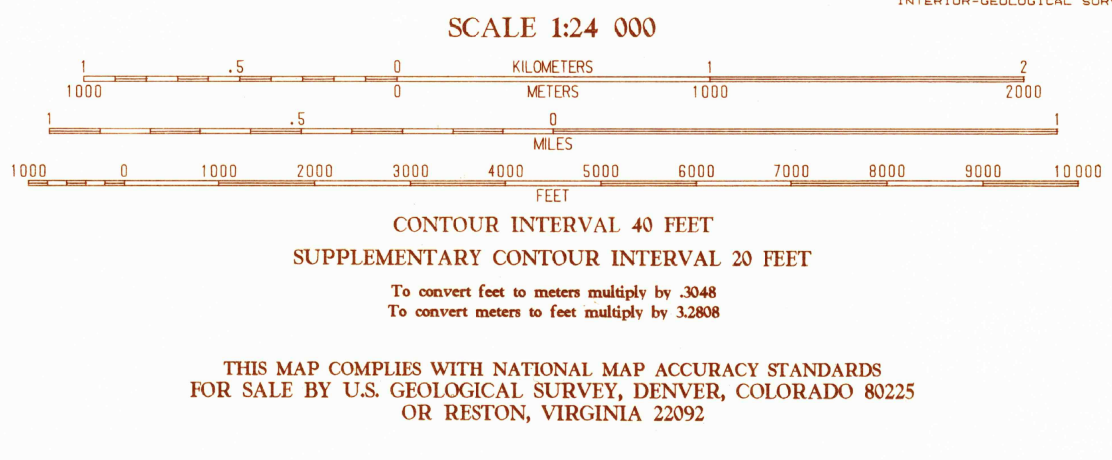 INTERIOR-GEOLOGICAL SURV
SCALE 1:24 000
1 .5 0 KILOMETERS 1 2
1000 0 METERS 1000 2000
1 .5 0 1
MILES
1000 0 1000 2000 3000 4000 5000 6000 7000 8000 9000 10 000
FEET
CONTOUR INTERVAL 40 FEET
SUPPLEMENTARY CONTOUR INTERVAL 20 FEET
To convert feet to meters multiply by .3048
To convert meters to feet multiply by 3.2808
THIS MAP COMPLIES WITH NATIONAL MAP ACCURACY STANDARDS
FOR SALE BY U.S. GEOLOGICAL SURVEY, DENVER, COLORADO 80225
OR RESTON, VIRGINIA 22092